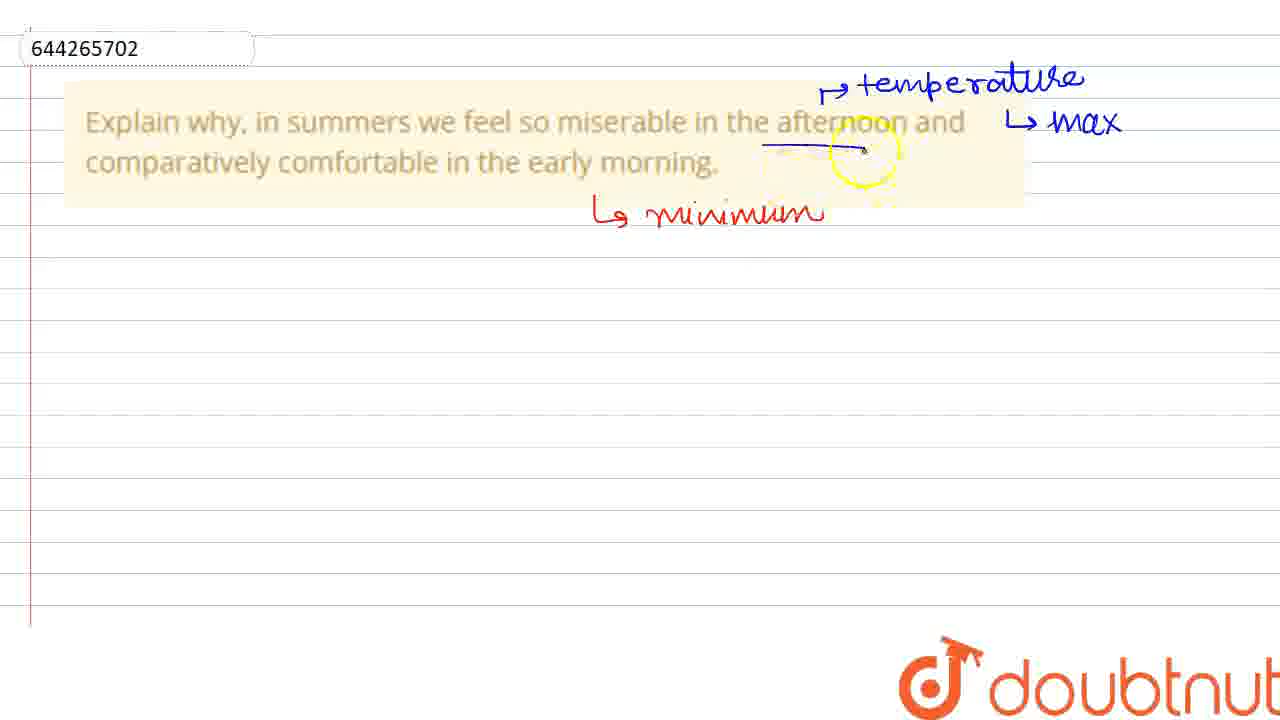 644265702
temperature
Explain why, in summers we feel so miserable in the afternoon and
max
comparatively comfortable in the early morning.
minimum
doubtnut